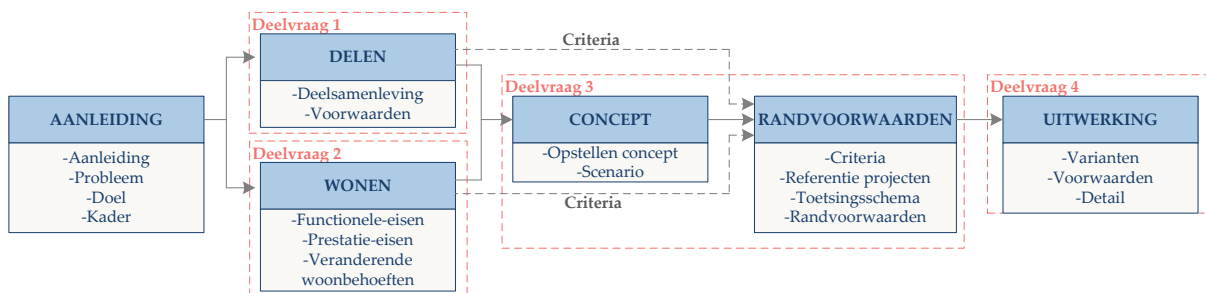 AANLEIDING
-Aanleiding
-Probleem
-Doel
-Kader
Deelvraag 1
DELEN
-Deelsamenleving
-Voorwaarden
Deelvraag 2
WONEN
-Functionele-eisen
-Prestatie-eisen
-Veranderende
woonbehoeften
Criteria
Criteria
Deelvraag 3
CONCEPT
-Opstellen concept
-Scenario
RANDVOORWAARDEN
-Criteria
-Referentie projecten
-Toetsingsschema
-Randvoorwaarden
Deelvraag 4
UITWERKING
-Varianten
-Voorwaarden
-Detail